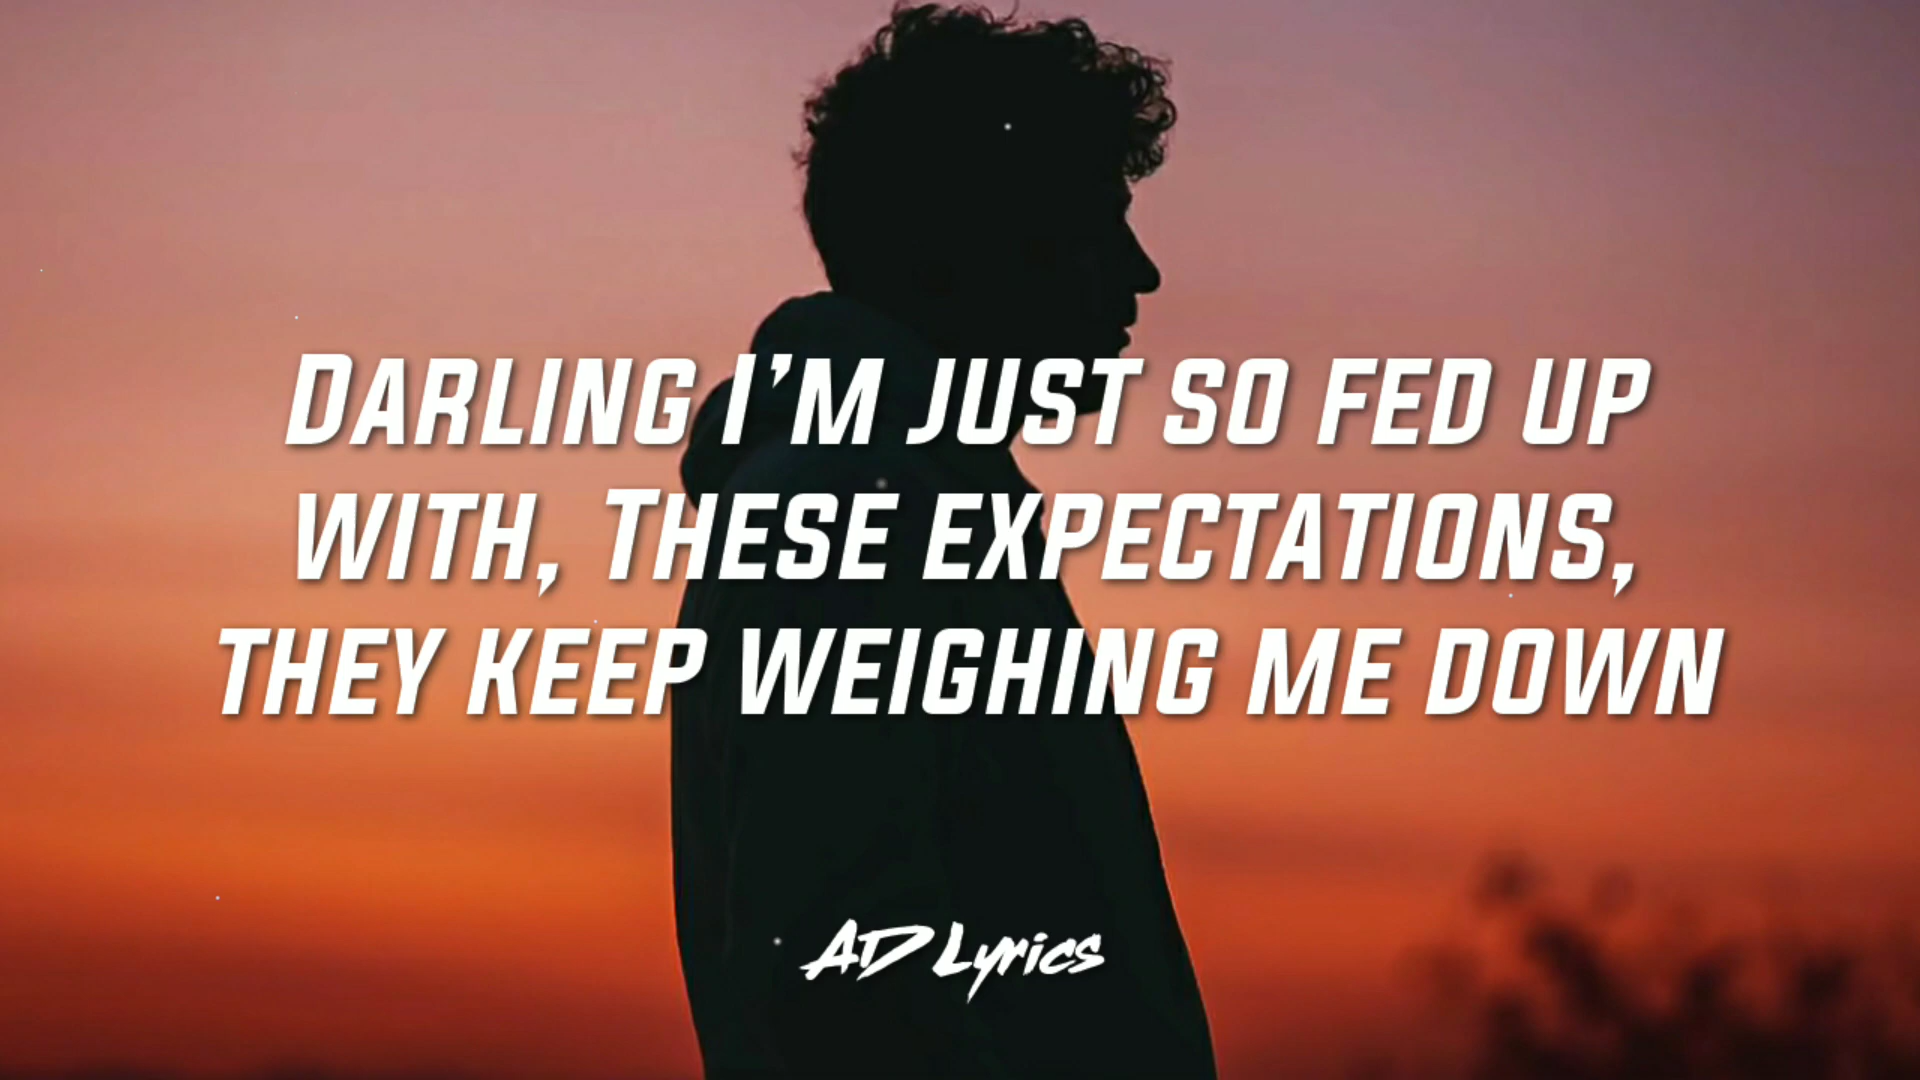 Darling I'm just so fed up
with, These expectations,
they keep weighing me down
AD Lyrics